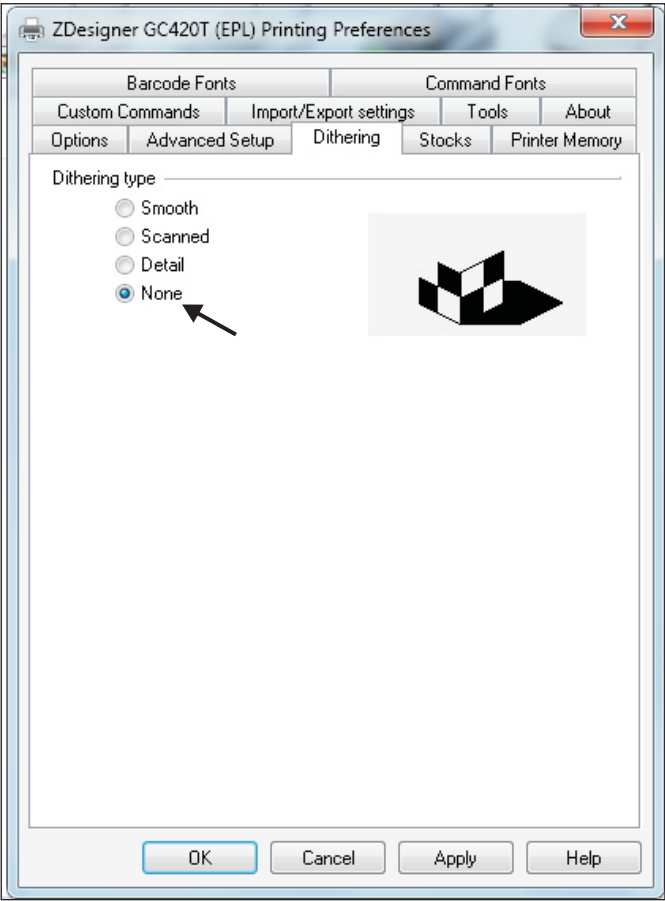 ZDesigner GC420T (EPL) Printing Preferences
Barcode Fonts Command Fonts
Custom Commands Import/Export settings Tools About
Options Advanced Setup Dithering Stocks Printer Memory
Dithering type
Smooth
Scanned
Detail
None
OK Cancel Apply Help